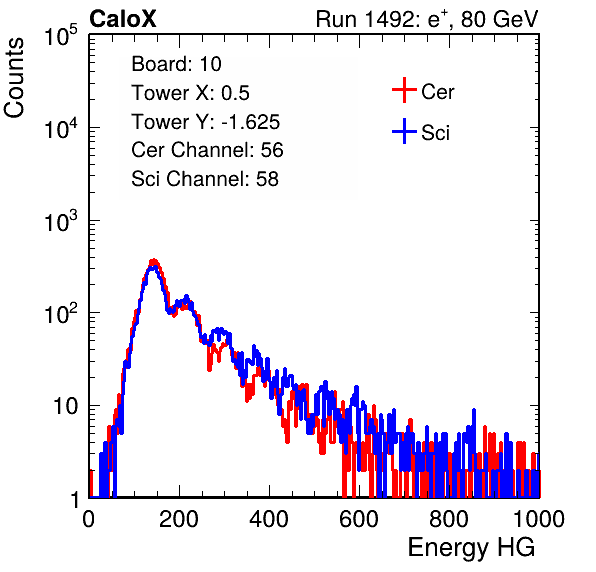 CaloX Run 1492: e⁺, 80 GeV
Counts
10⁵
10⁴
10³
10²
10
1
Board: 10
Tower X: 0.5
Tower Y: -1.625
Cer Channel: 56
Sci Channel: 58
Cer
Sci
0 200 400 600 800 1000
Energy HG